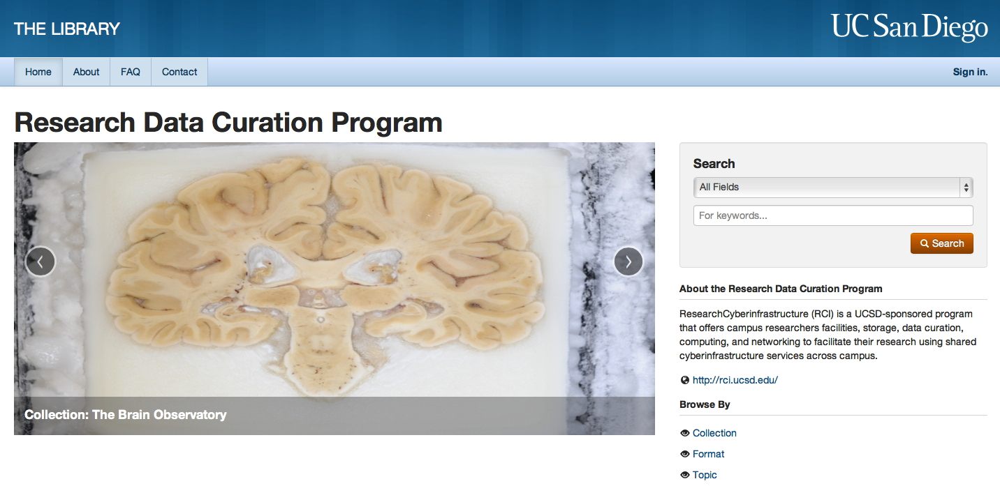 THE LIBRARY
UC San Diego
Home
About
FAQ
Contact
Sign in.
Research Data Curation Program
Collection: The Brain Observatory
Search
All Fields
For keywords...
Search
About the Research Data Curation Program
ResearchCyberinfrastructure (RCI) is a UCSD-sponsored program
that offers campus researchers facilities, storage, data curation,
computing, and networking to facilitate their research using shared
cyberinfrastructure services across campus.
http://rci.ucsd.edu/
Browse By
Collection
Format
Topic